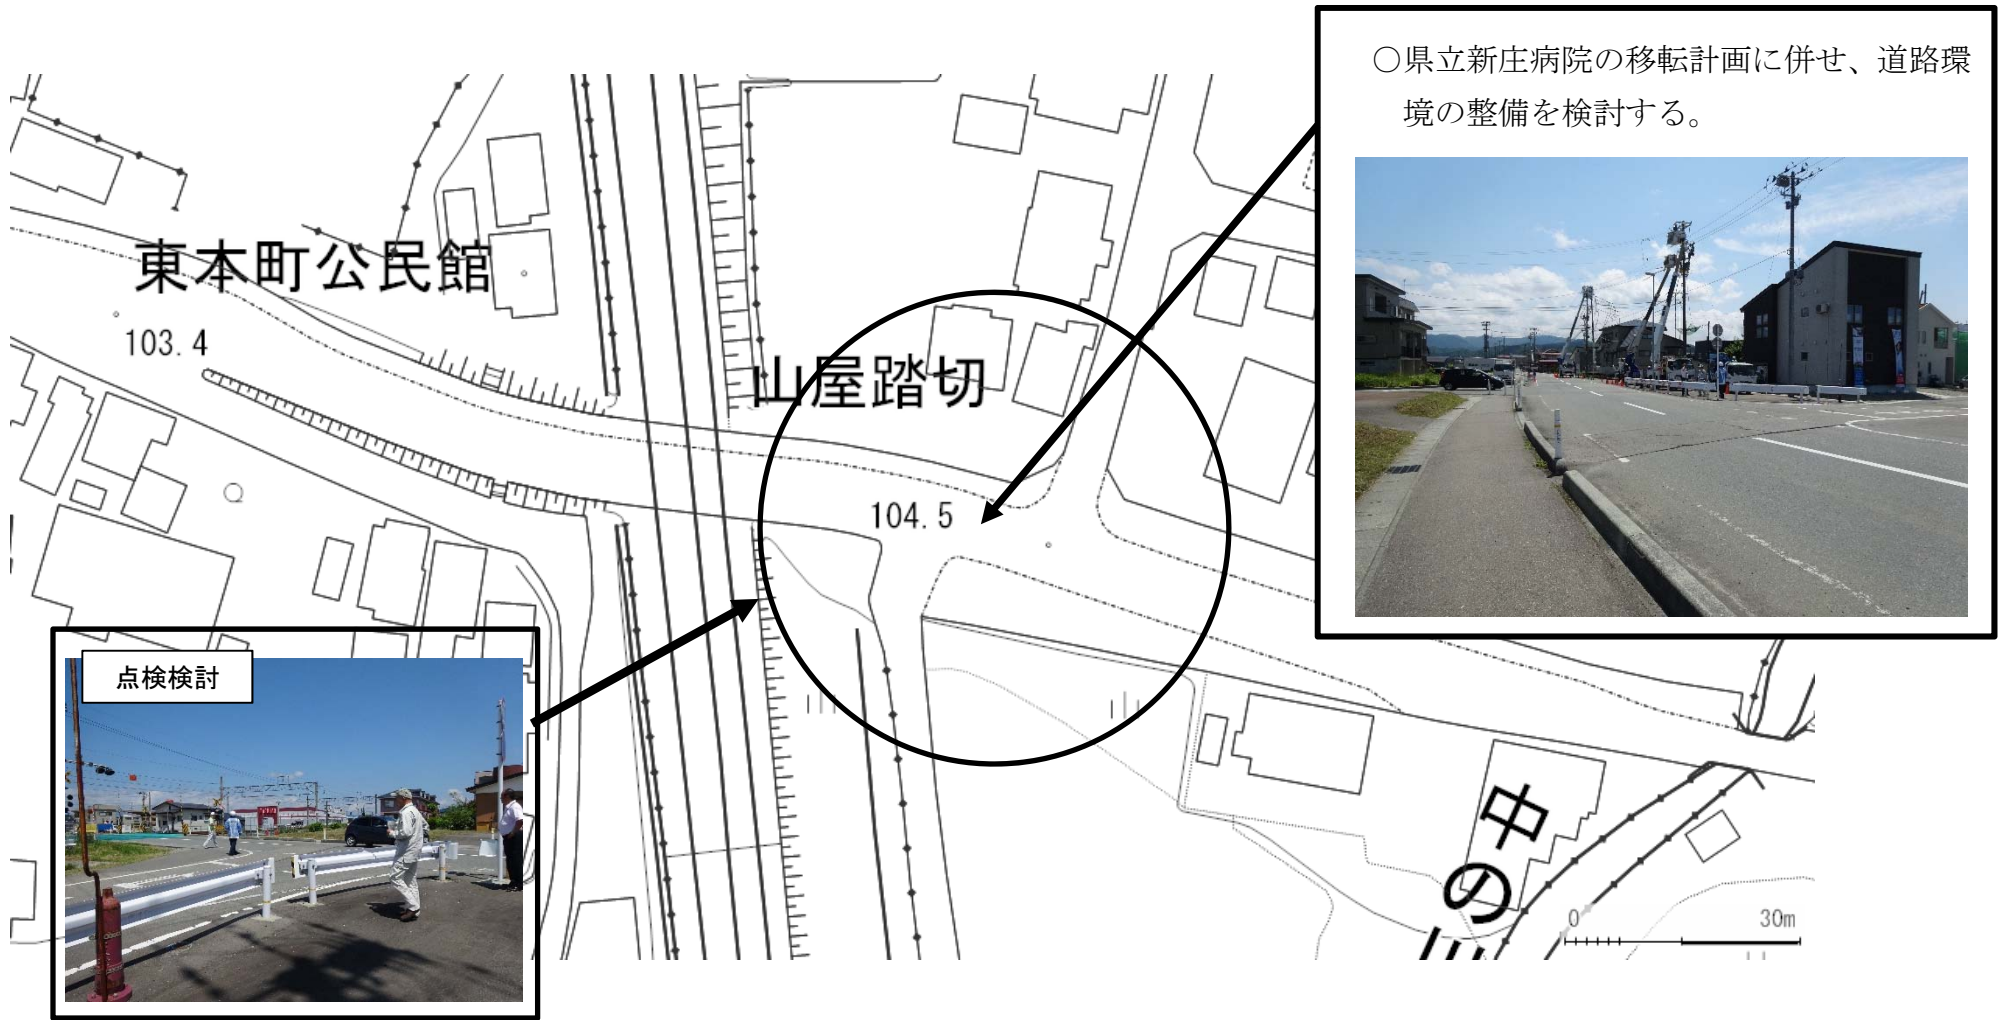 ○県立新庄病院の移転計画に併せ、道路環
境の整備を検討する。
東本町公民館
103.4
山屋踏切
104.5
点検検討
中の
0 30m